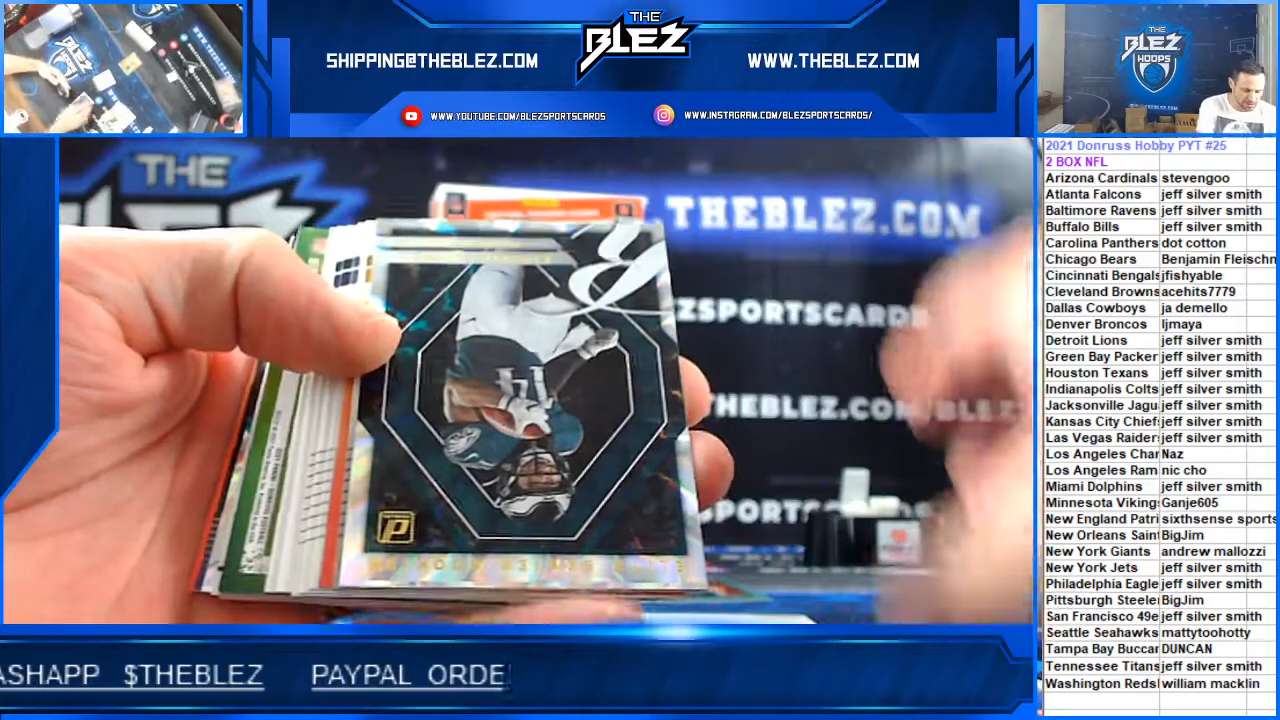 THE
BLEZ
SHIPPING@THEBLEZ.COM
WWW.THEBLEZ.COM
WWW.YOUTUBE.COM/BLEZSPORTSCARDS
WWW.INSTAGRAM.COM/BLEZSPORTSCARDS/
THE
BLEZ
HOOPS
THE
THEBLEZ.COM
ZSPORTSCARDS
THEBLEZ.COM/BLEZ
14
P
2021 Donruss Hobby PYT #25
2 BOX NFL
Arizona Cardinals stevengoo
Atlanta Falcons jeff silver smith
Baltimore Ravens jeff silver smith
Buffalo Bills jeff silver smith
Carolina Panthers dot cotton
Chicago Bears Benjamin Fleischn
Cincinnati Bengals jfishyable
Cleveland Browns acehits7779
Dallas Cowboys ja demello
Denver Broncos ljmaya
Detroit Lions jeff silver smith
Green Bay Packer jeff silver smith
Houston Texans jeff silver smith
Indianapolis Colts jeff silver smith
Jacksonville Jagu jeff silver smith
Kansas City Chief jeff silver smith
Las Vegas Raider jeff silver smith
Los Angeles Char Naz
Los Angeles Ram nic cho
Miami Dolphins jeff silver smith
Minnesota Viking Ganje605
New England Patri sixthsense sports
New Orleans Saint BigJim
New York Giants andrew mallozzi
New York Jets jeff silver smith
Philadelphia Eagle jeff silver smith
Pittsburgh Steele BigJim
San Francisco 49e jeff silver smith
Seattle Seahawks mattytoohotty
Tampa Bay Buccan DUNCAN
Tennessee Titans jeff silver smith
Washington Reds william macklin
ASHAPP $THEBLEZ PAYPAL ORDE